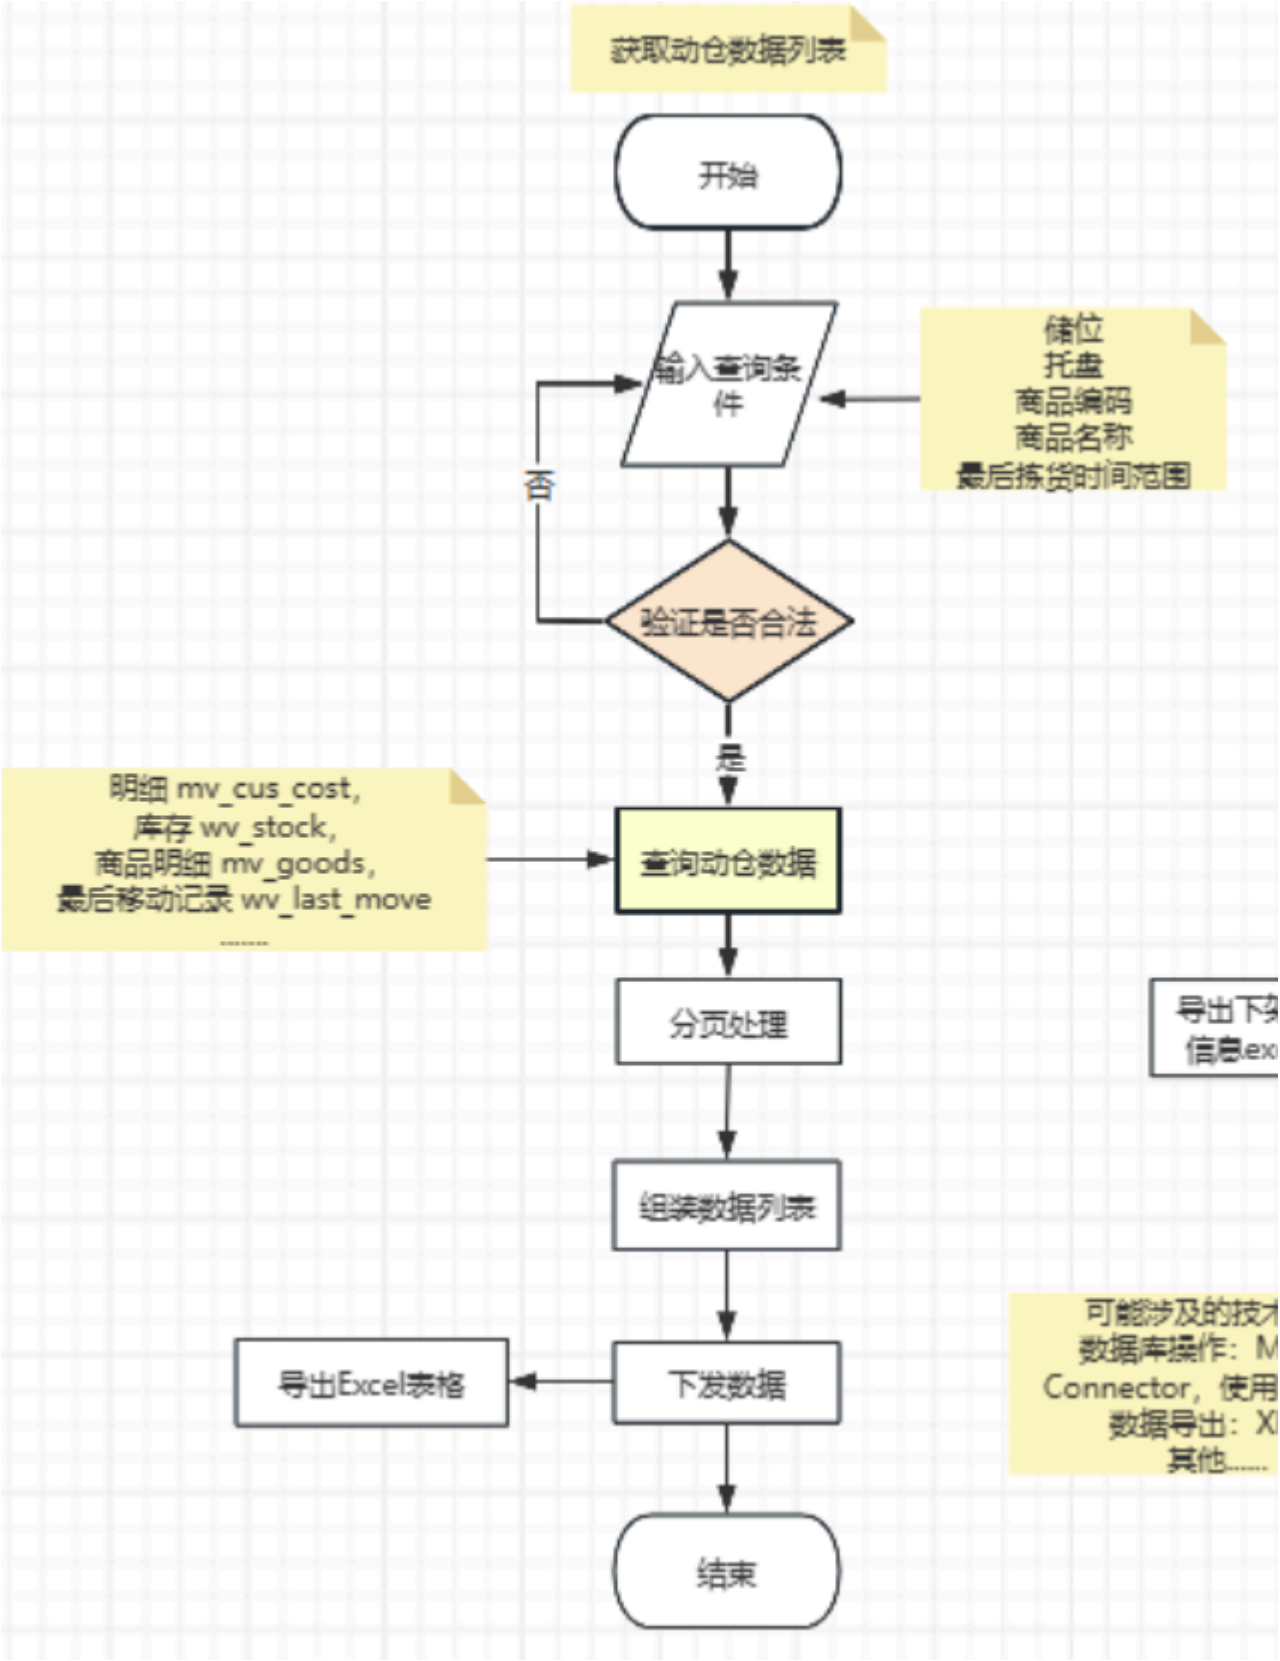 获取动仓数据列表
开始
输入查询条
件
储位
托盘
商品编码
商品名称
最后拣货时间范围
否
验证是否合法
是
明细 mv_cus_cost,
库存 wv_stock,
商品明细 mv_goods,
最后移动记录 wv_last_move
.......
查询动仓数据
分页处理
导出下架
信息exc
组装数据列表
可能涉及的技术
数据库操作：M
Connector，使用
数据导出：X
其他......
导出Excel表格
下发数据
结束